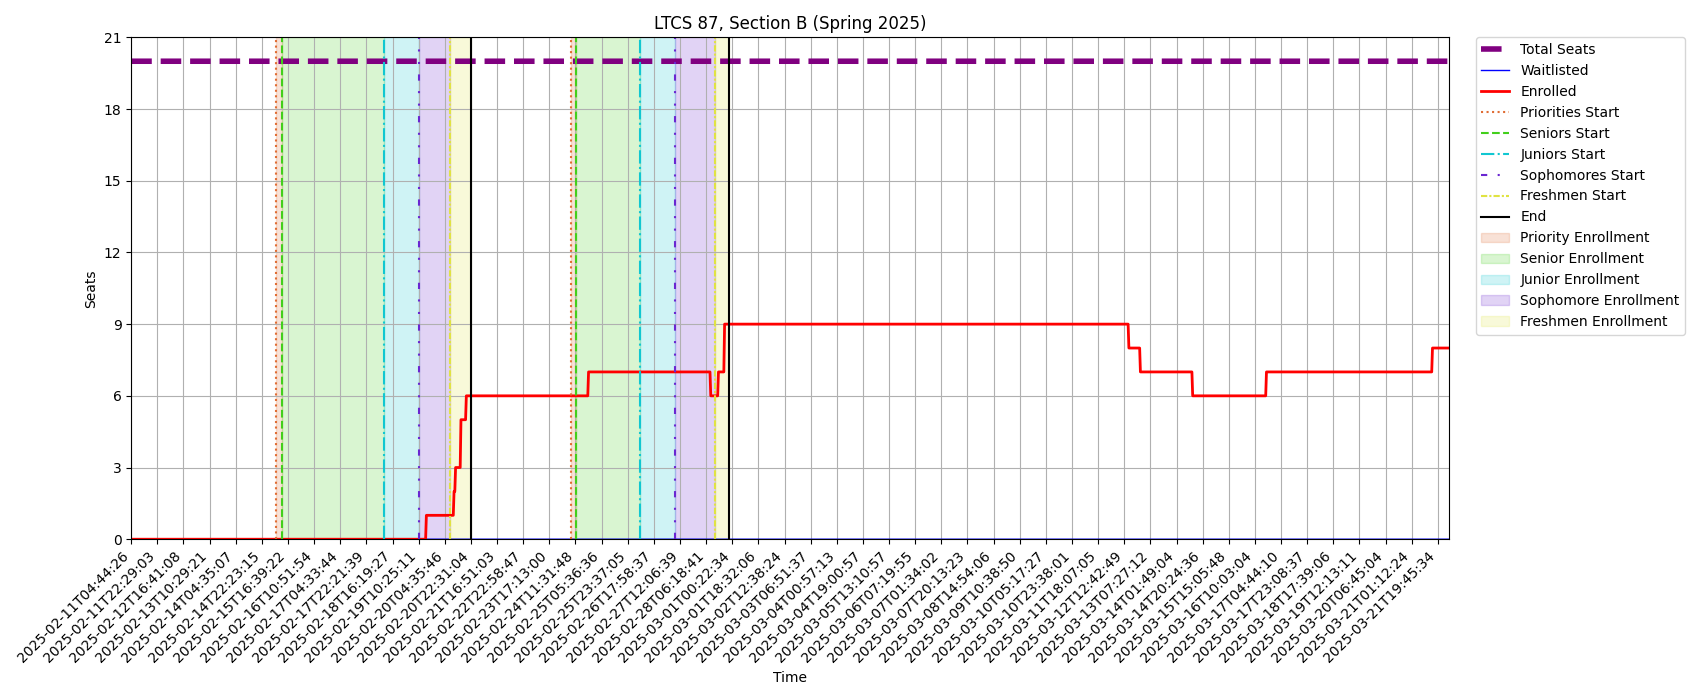 LTCS 87, Section B (Spring 2025)
Seats
21
18
15
12
9
6
3
0
2025-02-11T04:44:26
2025-02-11T22:29:03
2025-02-12T16:41:08
2025-02-13T10:29:21
2025-02-14T04:35:07
2025-02-14T22:23:15
2025-02-15T16:39:22
2025-02-16T10:51:54
2025-02-17T04:33:44
2025-02-17T22:21:39
2025-02-18T16:19:27
2025-02-19T10:25:11
2025-02-20T04:35:46
2025-02-20T22:31:04
2025-02-21T16:51:03
2025-02-22T22:58:47
2025-02-23T17:13:00
2025-02-24T11:31:48
2025-02-25T05:36:36
2025-02-25T23:37:05
2025-02-26T17:58:37
2025-02-27T12:06:39
2025-02-28T06:18:41
2025-03-01T00:22:34
2025-03-01T18:32:06
2025-03-02T12:38:24
2025-03-03T06:51:37
2025-03-04T00:57:13
2025-03-04T19:00:57
2025-03-05T13:10:57
2025-03-06T07:19:55
2025-03-07T01:34:02
2025-03-07T20:13:23
2025-03-08T14:54:06
2025-03-09T10:38:50
2025-03-10T05:17:27
2025-03-10T23:38:01
2025-03-11T18:07:05
2025-03-12T12:42:49
2025-03-13T07:27:12
2025-03-14T01:49:04
2025-03-14T20:24:36
2025-03-15T15:05:48
2025-03-16T10:03:04
2025-03-17T04:44:10
2025-03-17T23:08:37
2025-03-18T17:39:06
2025-03-19T12:13:11
2025-03-20T06:45:04
2025-03-21T01:12:24
2025-03-21T19:45:34
Time
Total Seats
Waitlisted
Enrolled
Priorities Start
Seniors Start
Juniors Start
Sophomores Start
Freshmen Start
End
Priority Enrollment
Senior Enrollment
Junior Enrollment
Sophomore Enrollment
Freshmen Enrollment